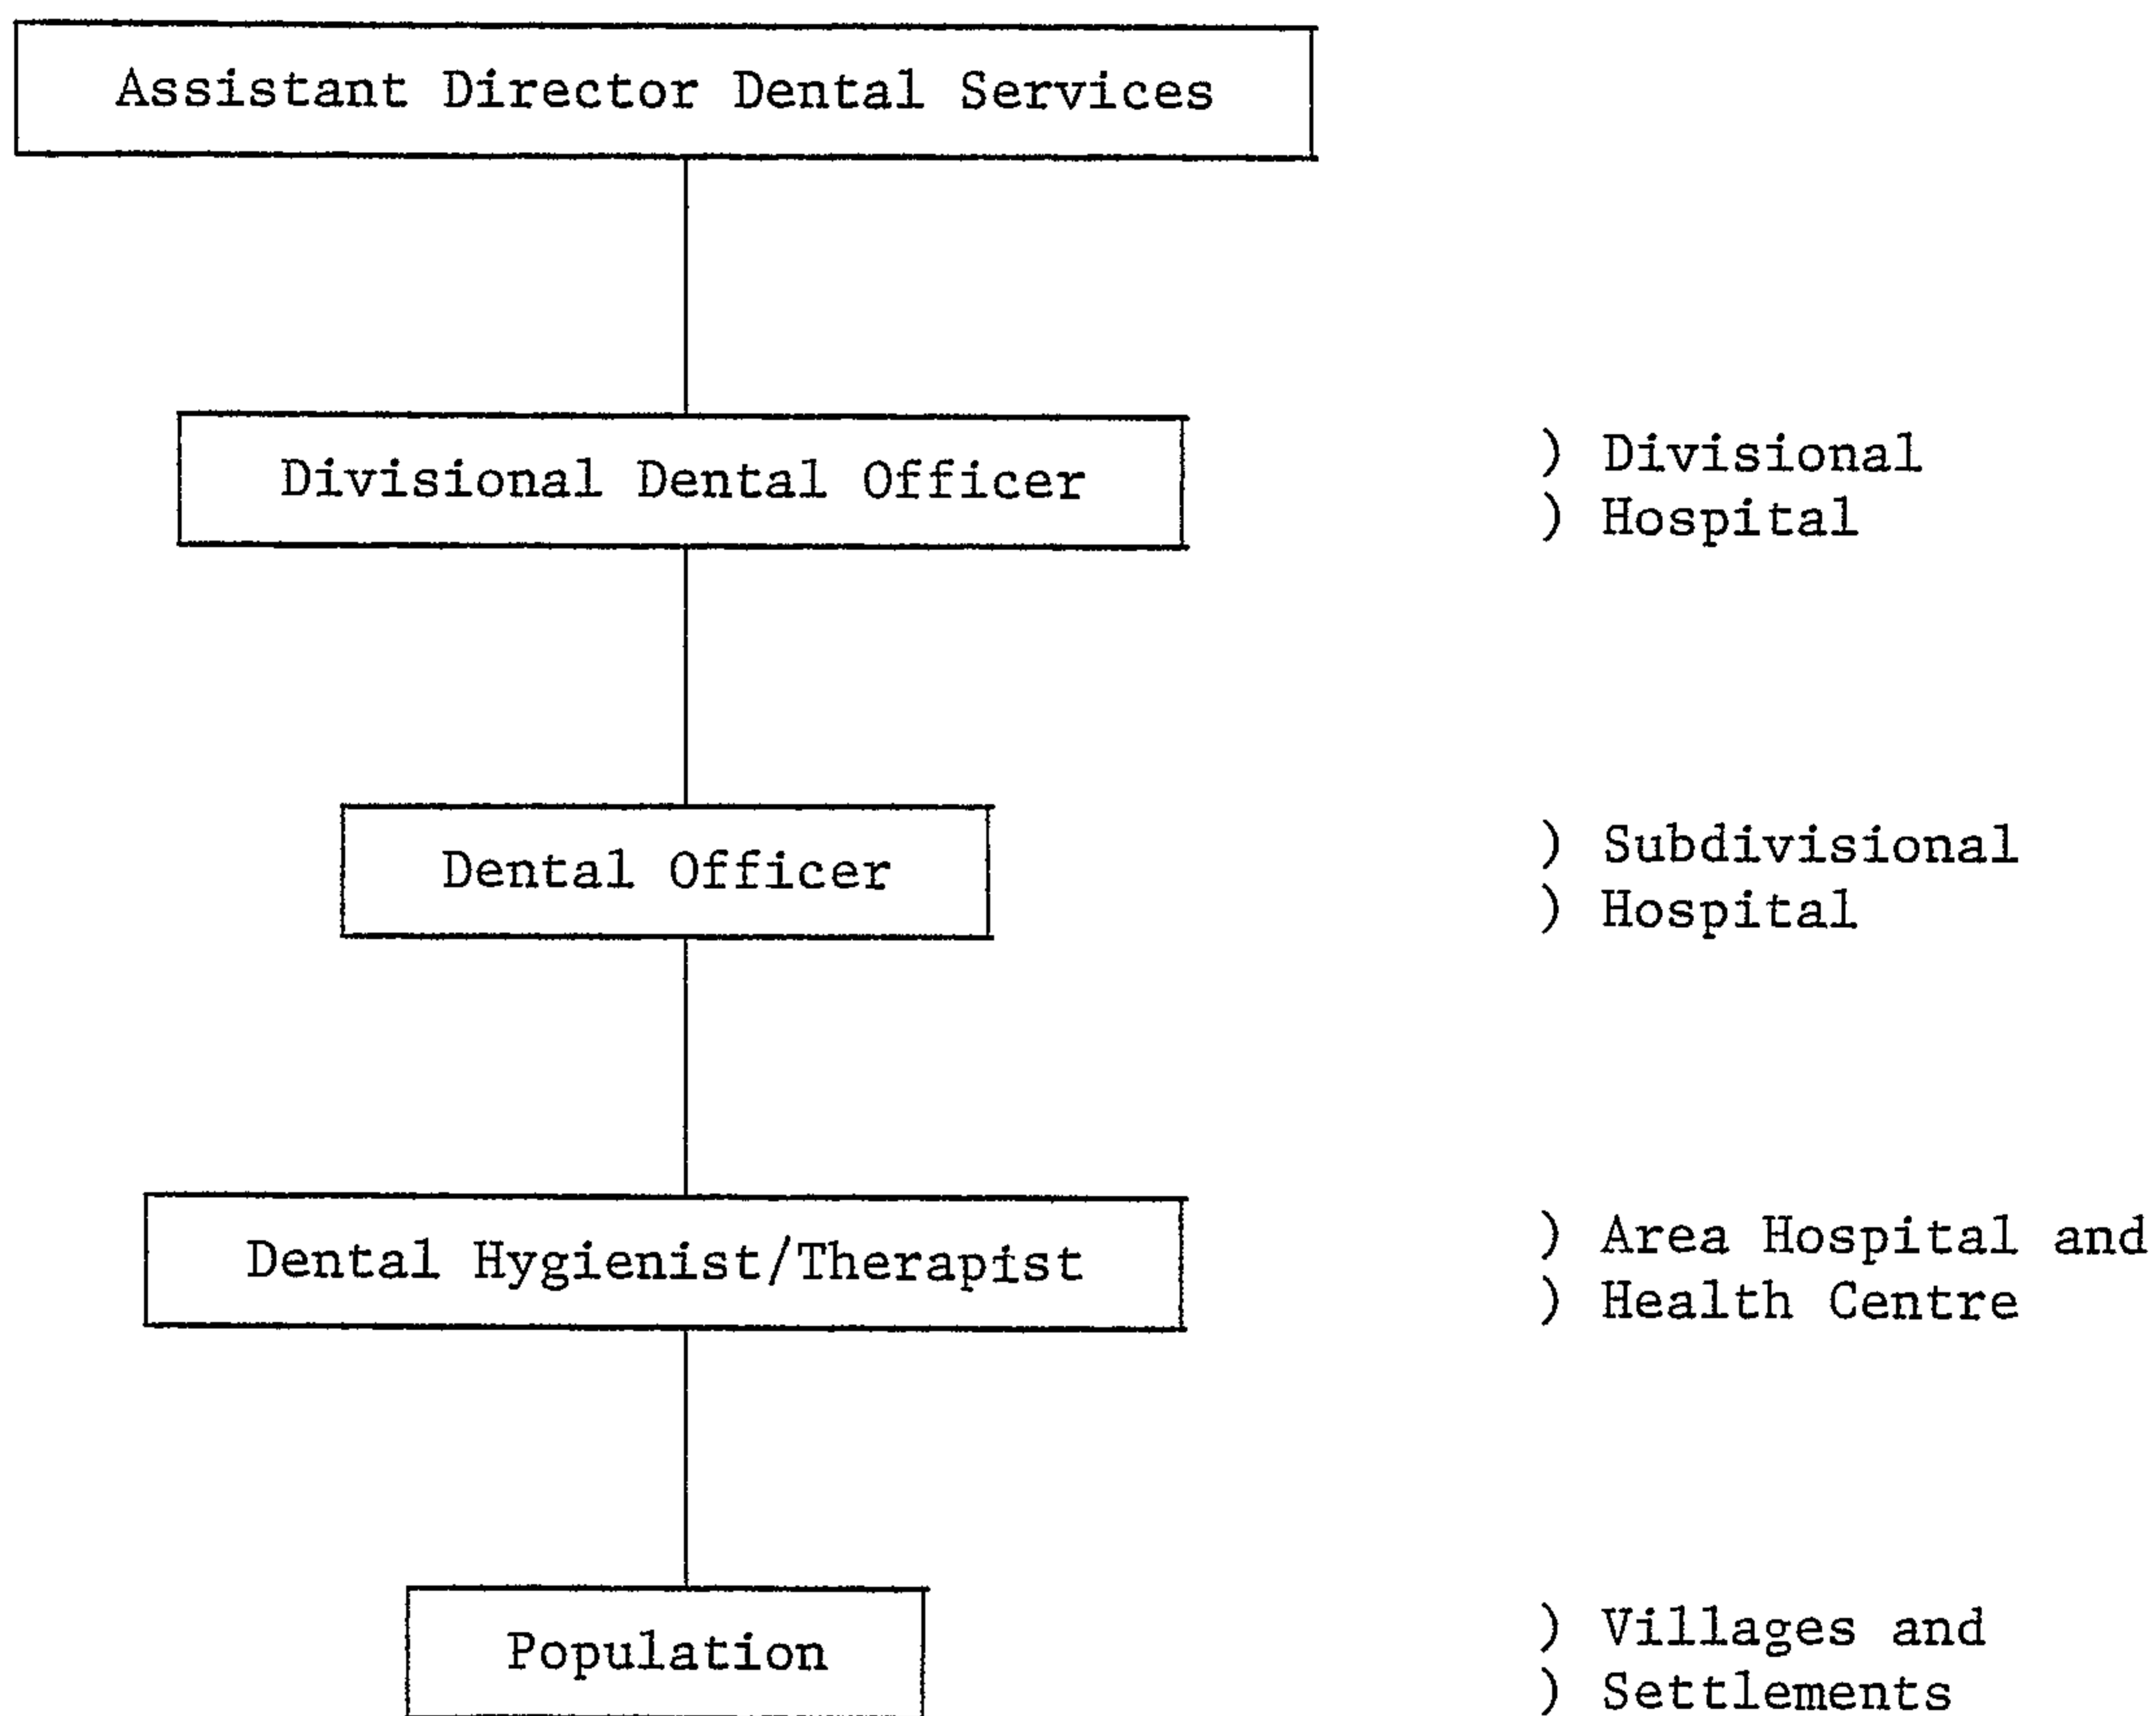 Assistant Director Dental Services
Divisional Dental Officer
) Divisional
) Hospital
Dental Officer
) Subdivisional
) Hospital
Dental Hygienist/Therapist
) Area Hospital and
) Health Centre
Population
) Villages and
) Settlements